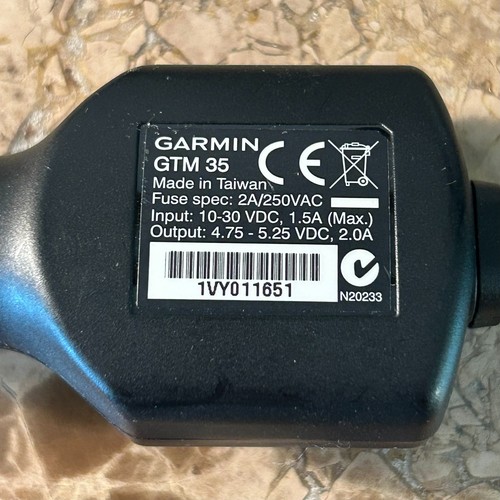 GARMIN
GTM 35
CE
Made in Taiwan
Fuse spec: 2A/250VAC
Input: 10-30 VDC, 1.5A (Max.)
Output: 4.75 - 5.25 VDC, 2.0A
1VY011651
N20233